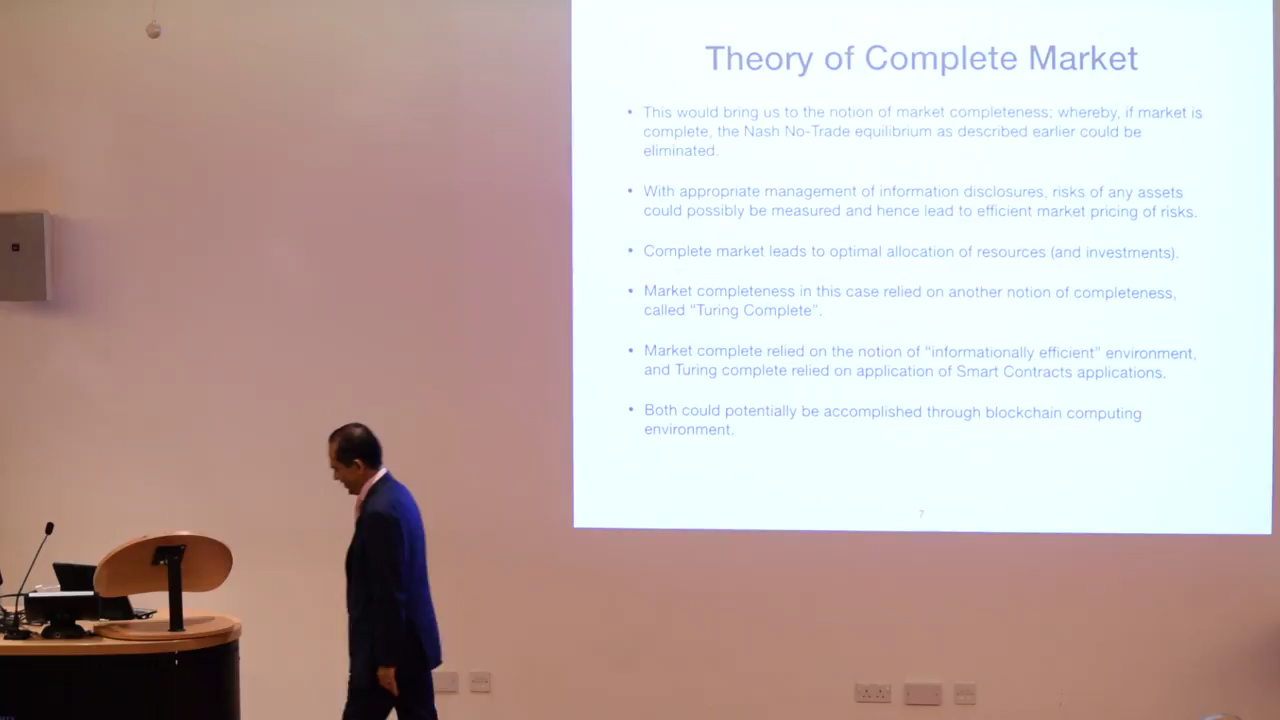 Theory of Complete Market
• This would bring us to the notion of market completeness; whereby, if market is
complete, the Nash No-Trade equilibrium as described earlier could be
eliminated.
• With appropriate management of information disclosures, risks of any assets
could possibly be measured and hence lead to efficient market pricing of risks.
• Complete market leads to optimal allocation of resources (and investments).
• Market completeness in this case relied on another notion of completeness,
called “Turing Complete”.
• Market complete relied on the notion of “informationally efficient” environment,
and Turing complete relied on application of Smart Contracts applications.
• Both could potentially be accomplished through blockchain computing
environment.
7